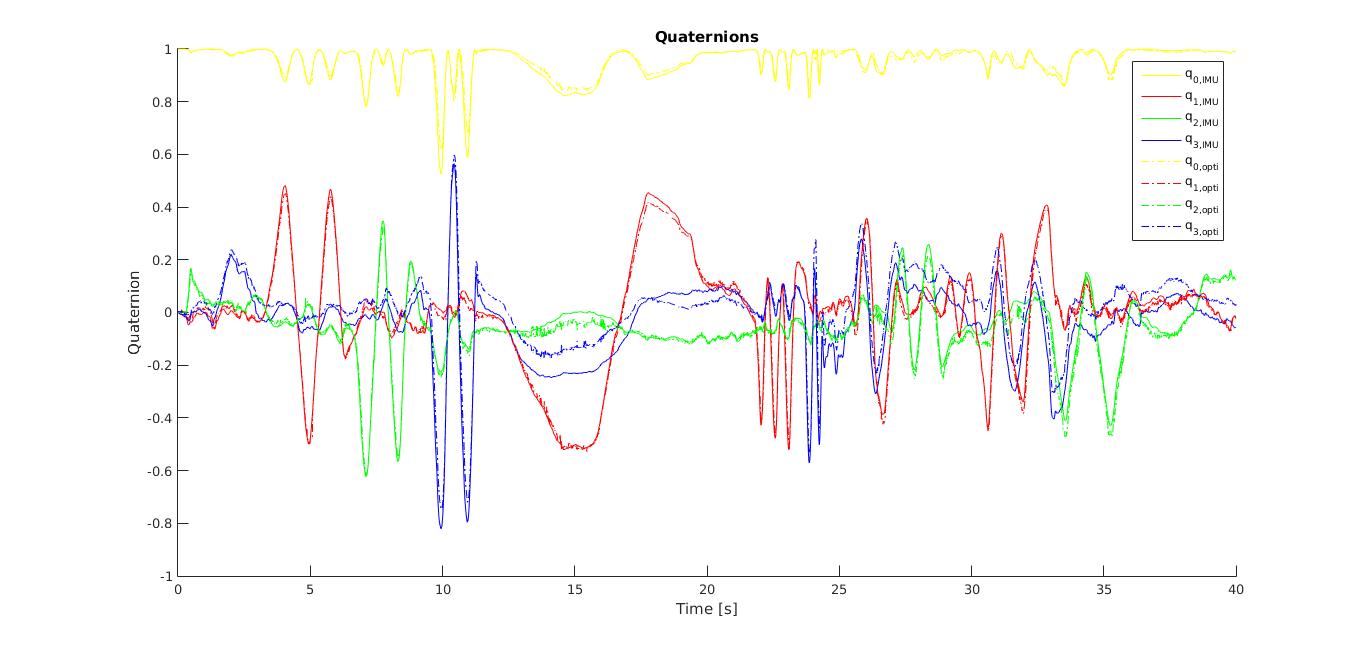 Quaternions
1
0.8
0.6
0.4
0.2
0
-0.2
-0.4
-0.6
-0.8
-1
Quaternion
0 5 10 15 20 25 30 35 40
Time [s]
q0,IMU
q1,IMU
q2,IMU
q3,IMU
q0,opti
q1,opti
q2,opti
q3,opti